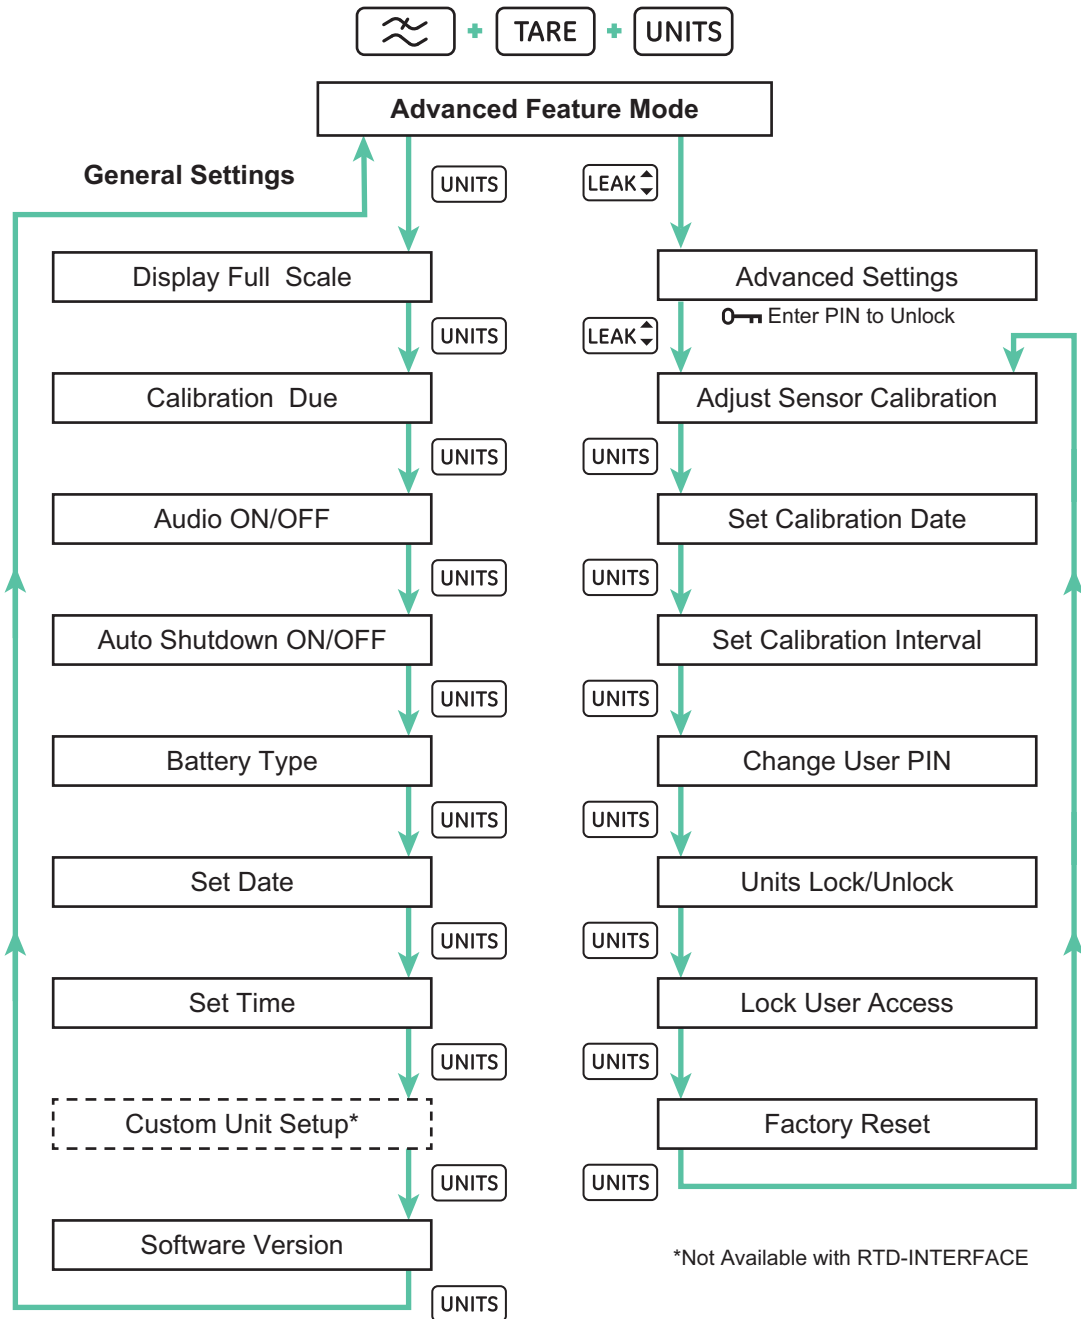 TARE
UNITS
Advanced Feature Mode
General Settings
UNITS
LEAK
Display Full Scale
Advanced Settings
Enter PIN to Unlock
UNITS
LEAK
Calibration Due
Adjust Sensor Calibration
UNITS
UNITS
Audio ON/OFF
Set Calibration Date
UNITS
UNITS
Auto Shutdown ON/OFF
Set Calibration Interval
UNITS
UNITS
Battery Type
Change User PIN
UNITS
UNITS
Set Date
Units Lock/Unlock
UNITS
UNITS
Set Time
Lock User Access
UNITS
UNITS
Custom Unit Setup*
Factory Reset
UNITS
UNITS
Software Version
*Not Available with RTD-INTERFACE
UNITS